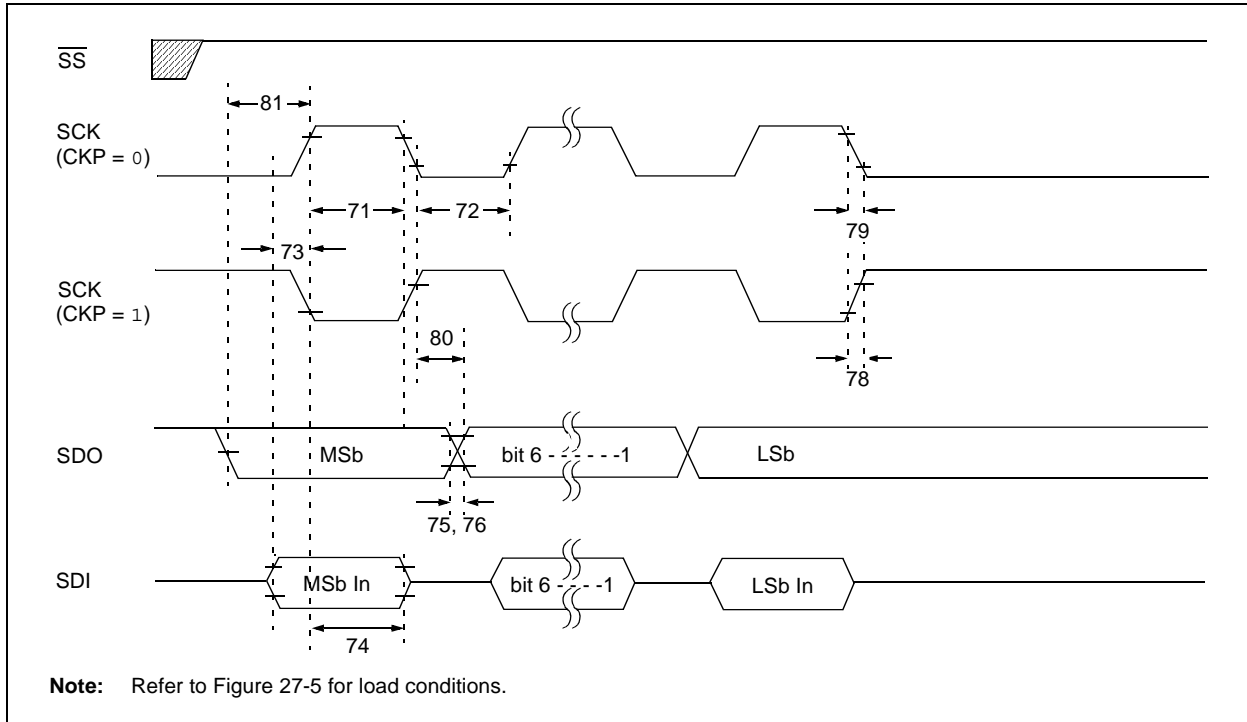 SS
81
SCK
(CKP = 0)
71
72
79
73
SCK
(CKP = 1)
80
78
SDO
MSb
bit 6 - - - - - -1
LSb
75, 76
SDI
MSb In
bit 6 - - - - -1
LSb In
74
Note: Refer to Figure 27-5 for load conditions.